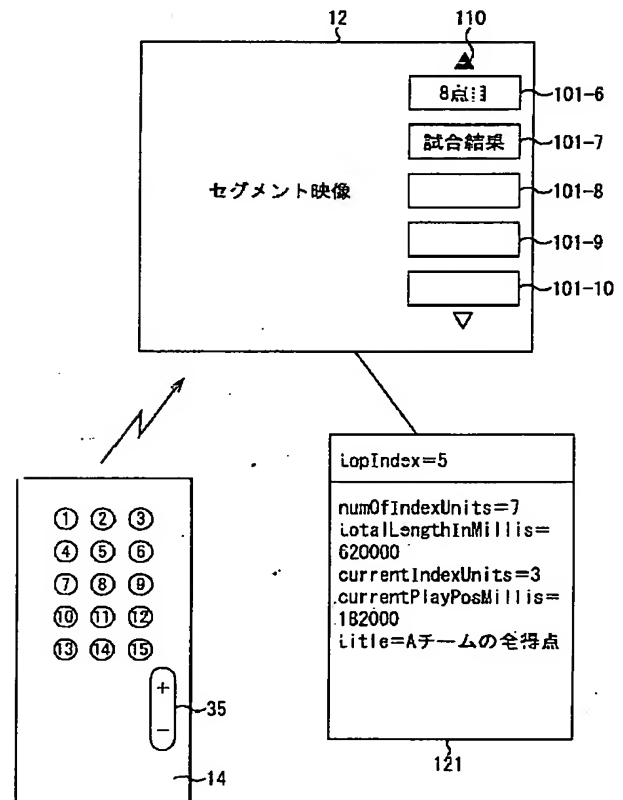 12
110
8点目
101-6
試合結果
101-7
セグメント映像
101-8
101-9
101-10
topIndex=5
numOfIndexUnits=7
totalLengthInMillis=
620000
currentIndexUnits=3
currentPlayPosMillis=
182000
title=Aチームの全得点
121
① ② ③
④ ⑤ ⑥
⑦ ⑧ ⑨
⑩ ⑪ ⑫
⑬ ⑭ ⑮
+
−
35
14